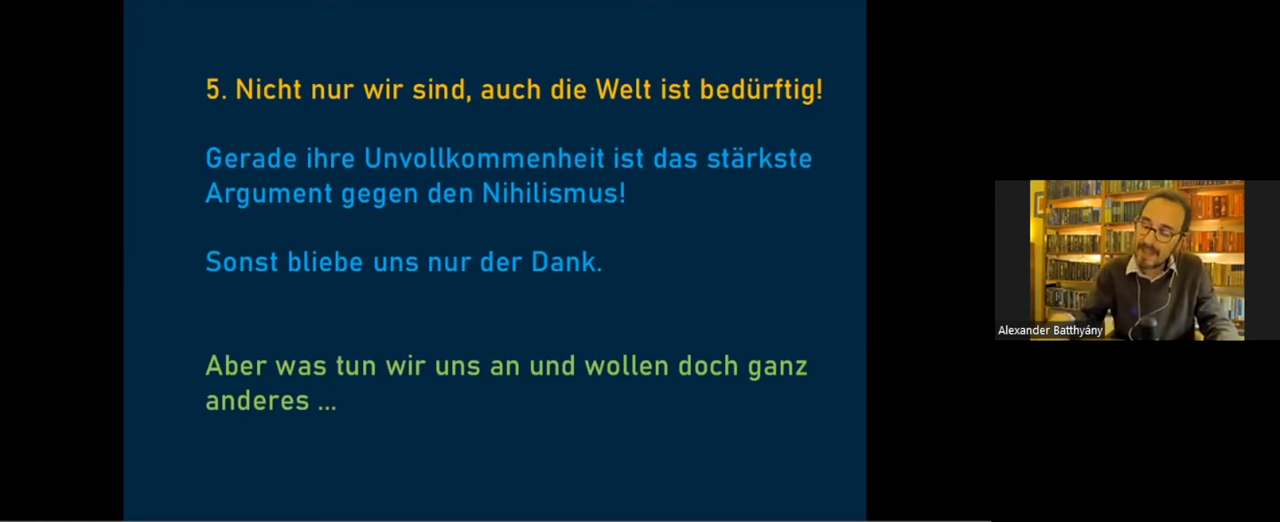 5. Nicht nur wir sind, auch die Welt ist bedürftig!
Gerade ihre Unvollkommenheit ist das stärkste
Argument gegen den Nihilismus!
Sonst bliebe uns nur der Dank.
Aber was tun wir uns an und wollen doch ganz
anderes ...
Alexander Batthyány